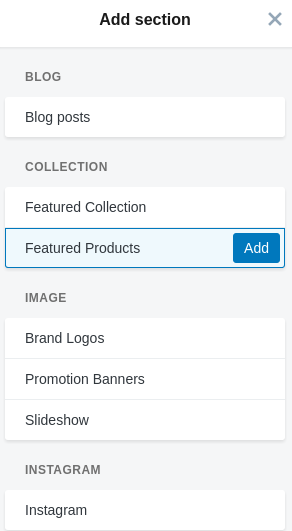 Add section
BLOG
Blog posts
COLLECTION
Featured Collection
Featured Products
Add
IMAGE
Brand Logos
Promotion Banners
Slideshow
INSTAGRAM
Instagram